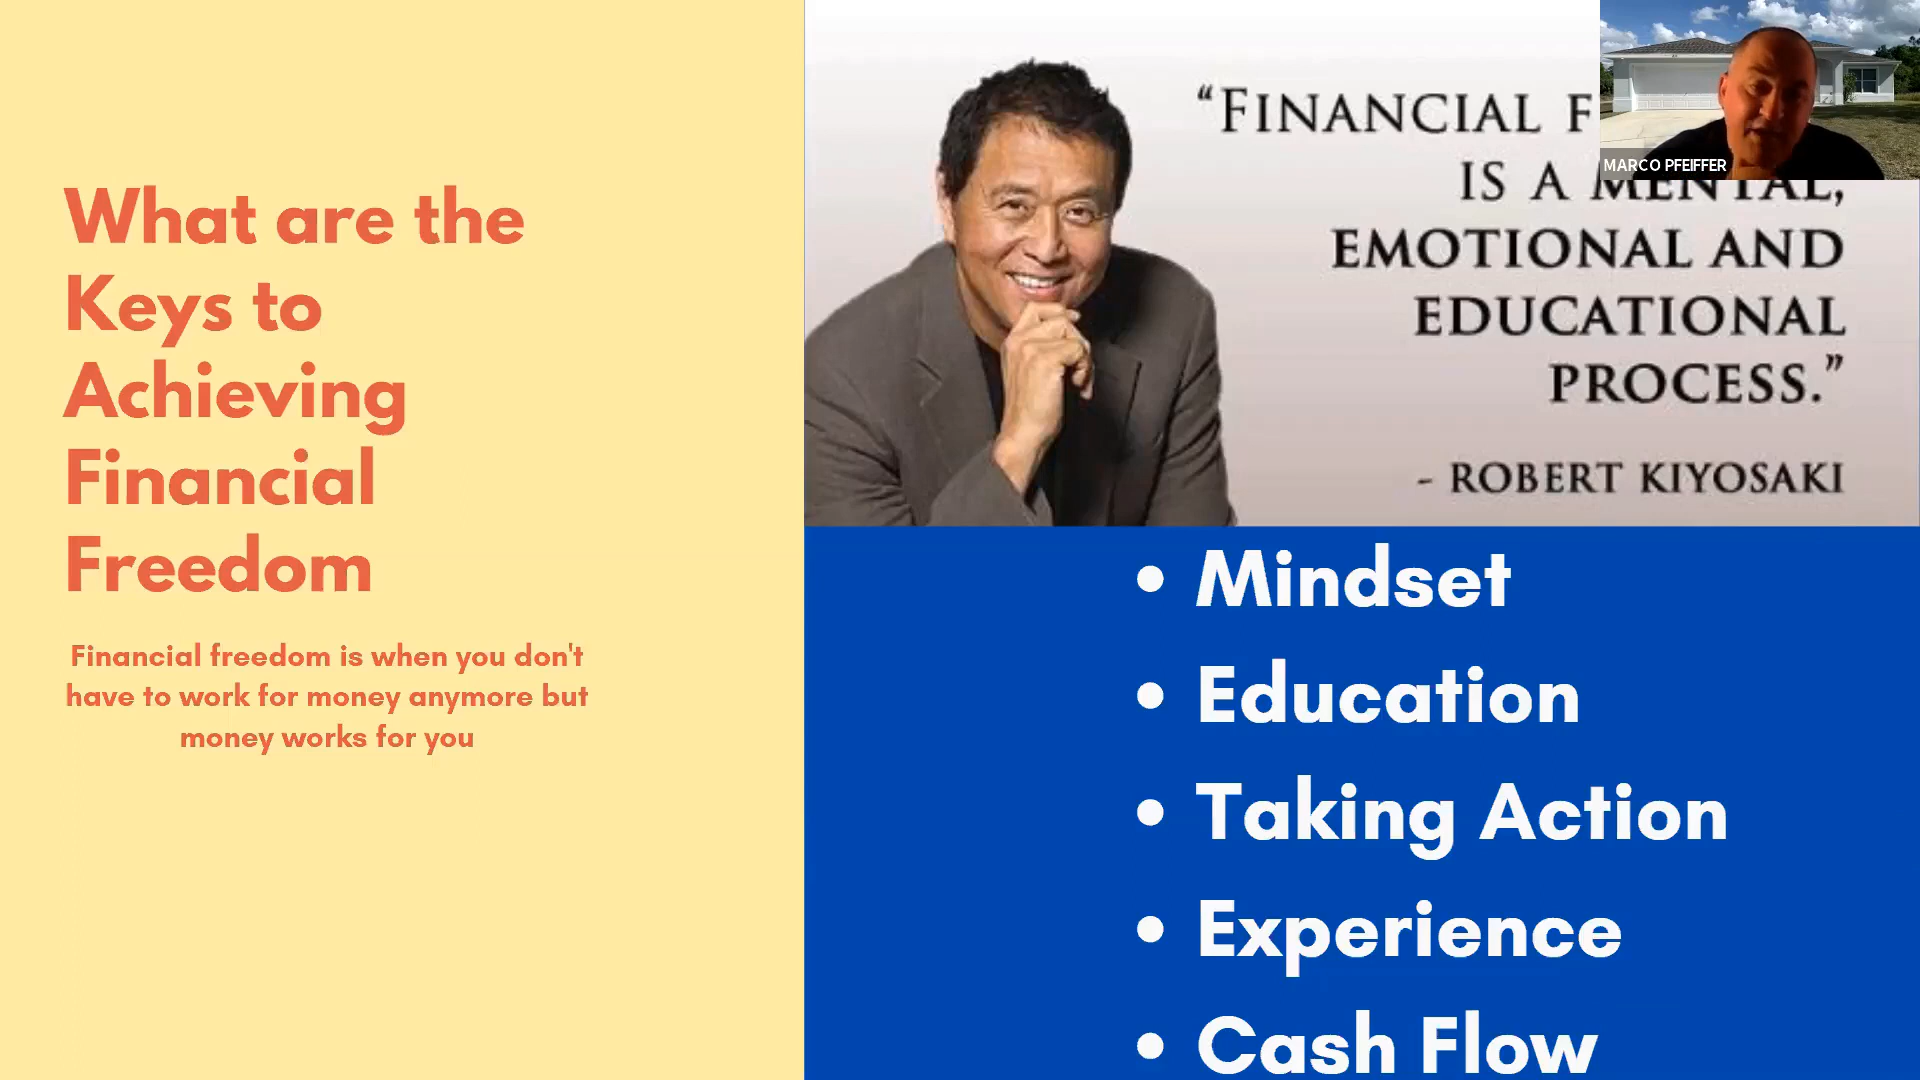 What are the
Keys to
Achieving
Financial
Freedom
Financial freedom is when you don't
have to work for money anymore but
money works for you
“FINANCIAL F
IS A MENTAL,
EMOTIONAL AND
EDUCATIONAL
PROCESS.”
- ROBERT KIYOSAKI
MARCO PFEIFFER
• Mindset
• Education
• Taking Action
• Experience
• Cash Flow